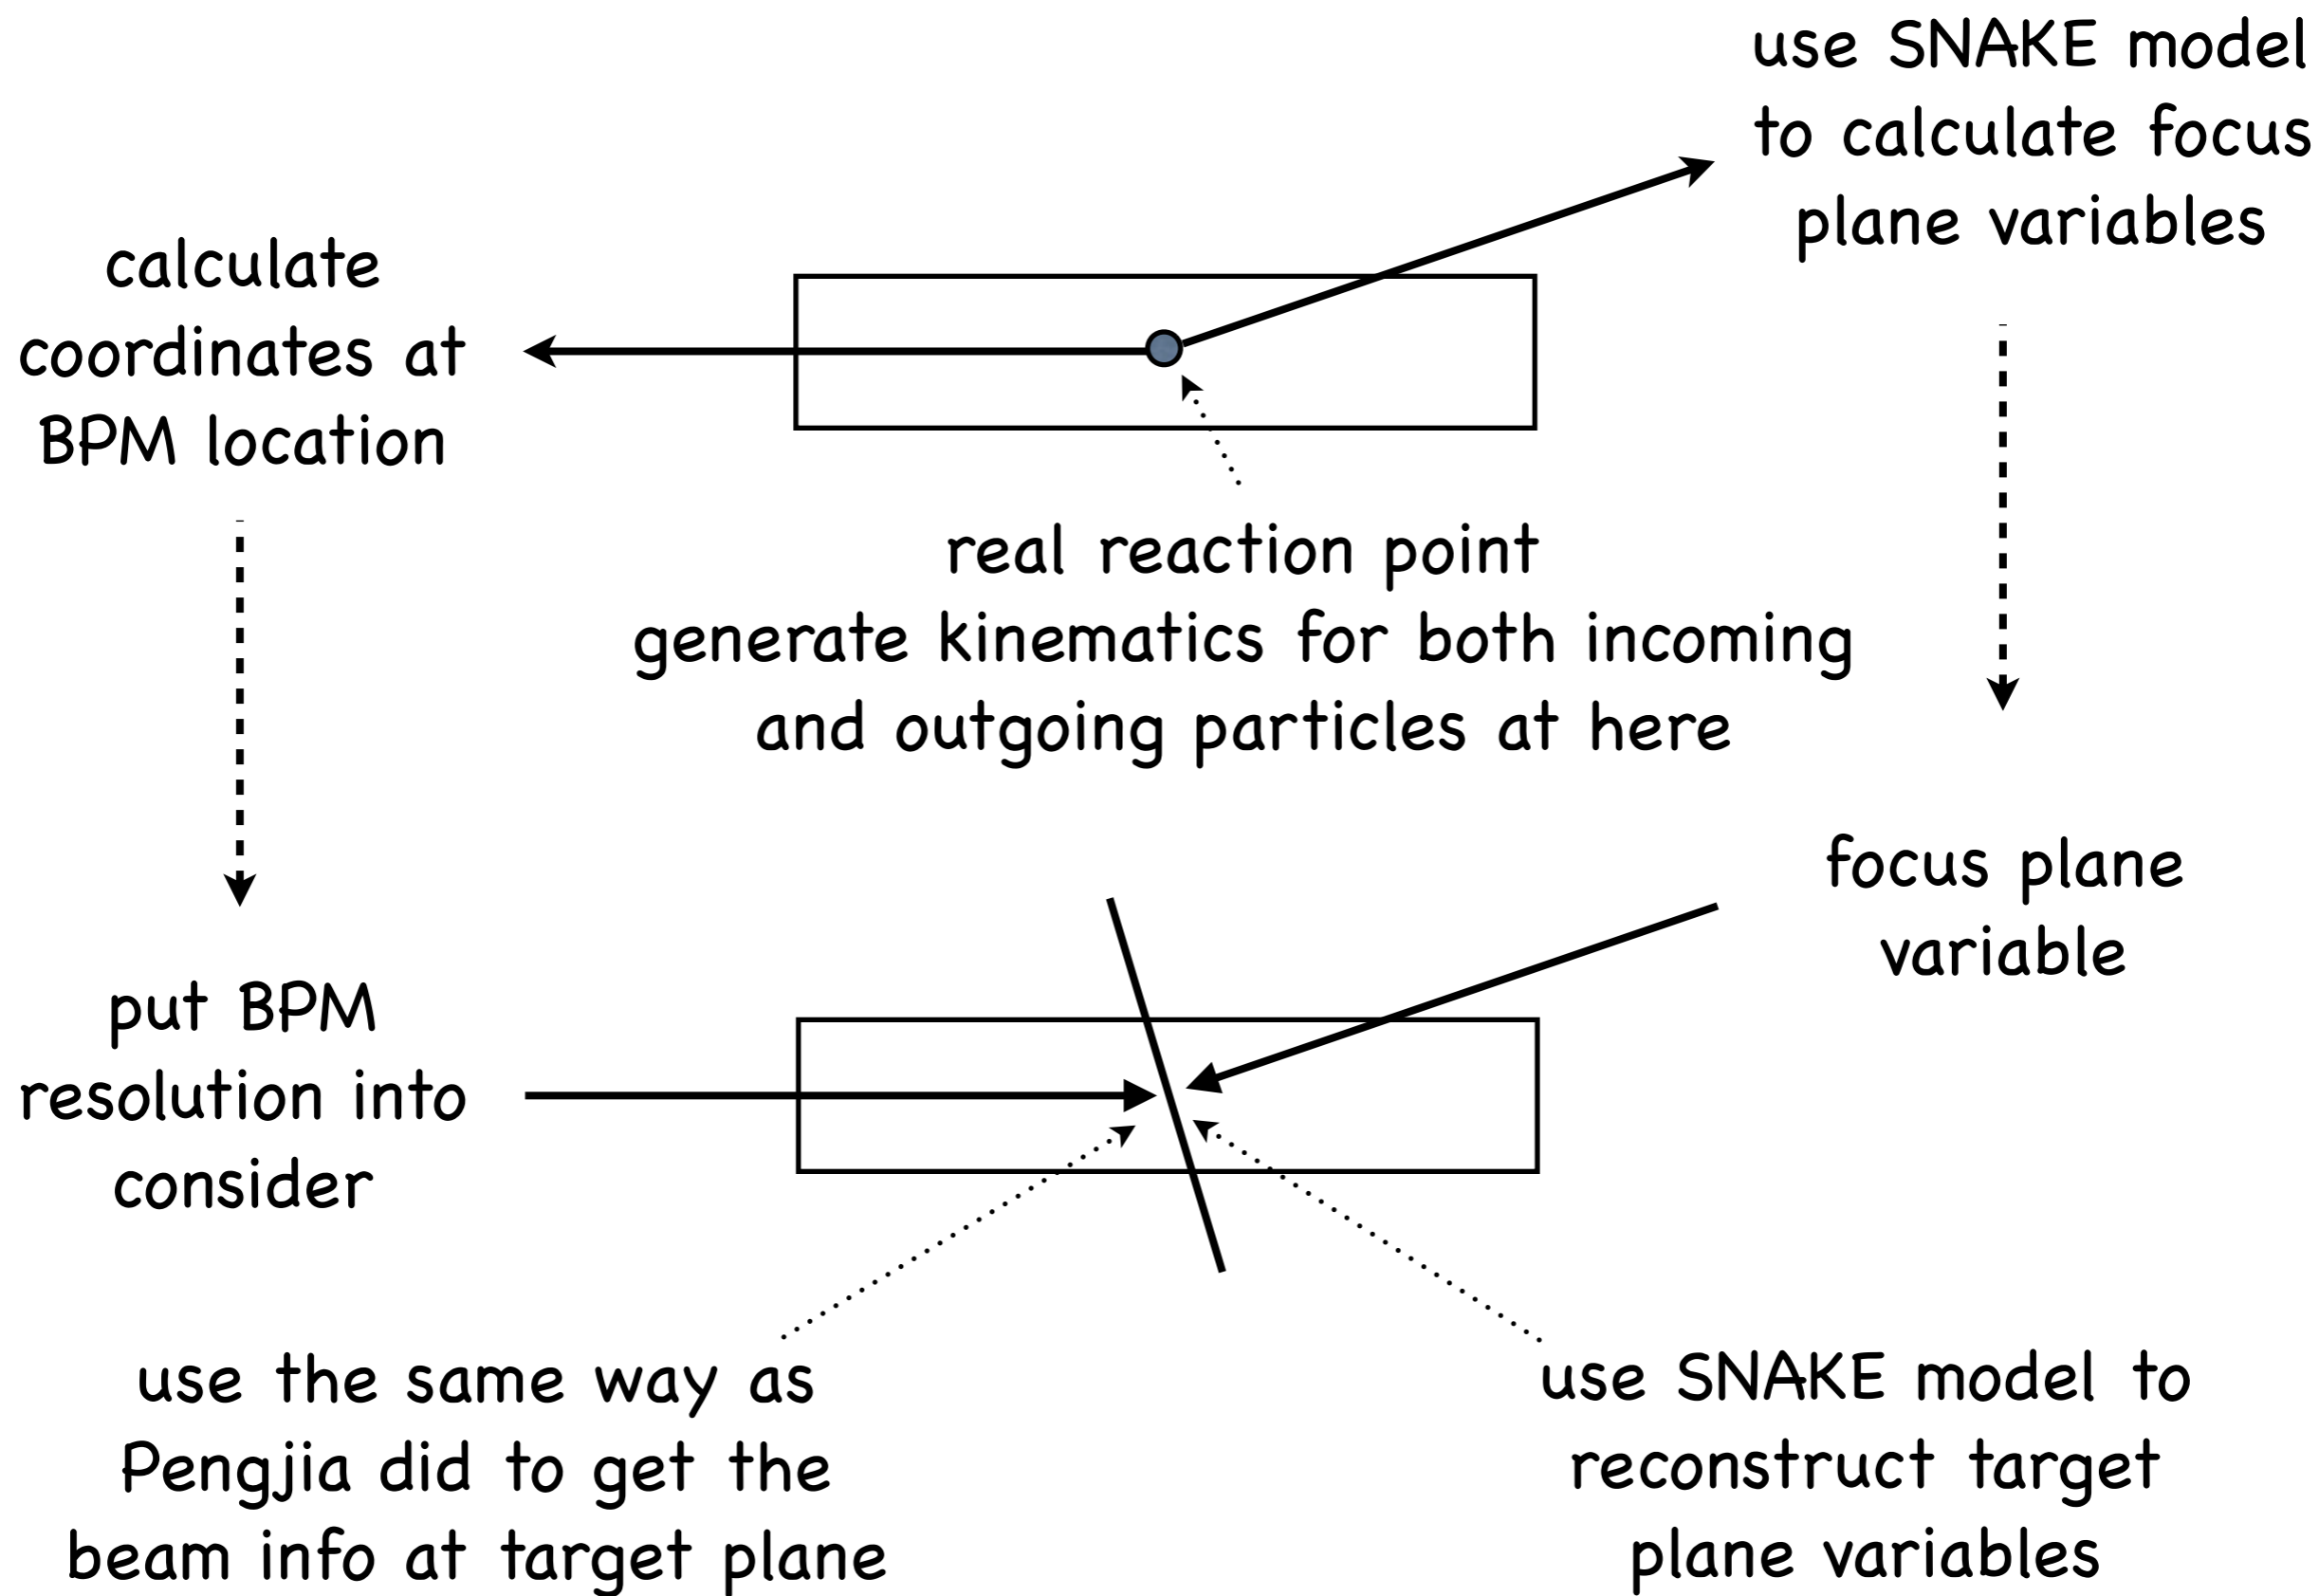 use SNAKE model
to calculate focus
plane variables
calculate
coordinates at
BPM location
real reaction point
generate kinematics for both incoming
and outgoing particles at here
focus plane
variable
put BPM
resolution into
consider
use the same way as
Pengjia did to get the
beam info at target plane
use SNAKE model to
reconstruct target
plane variables